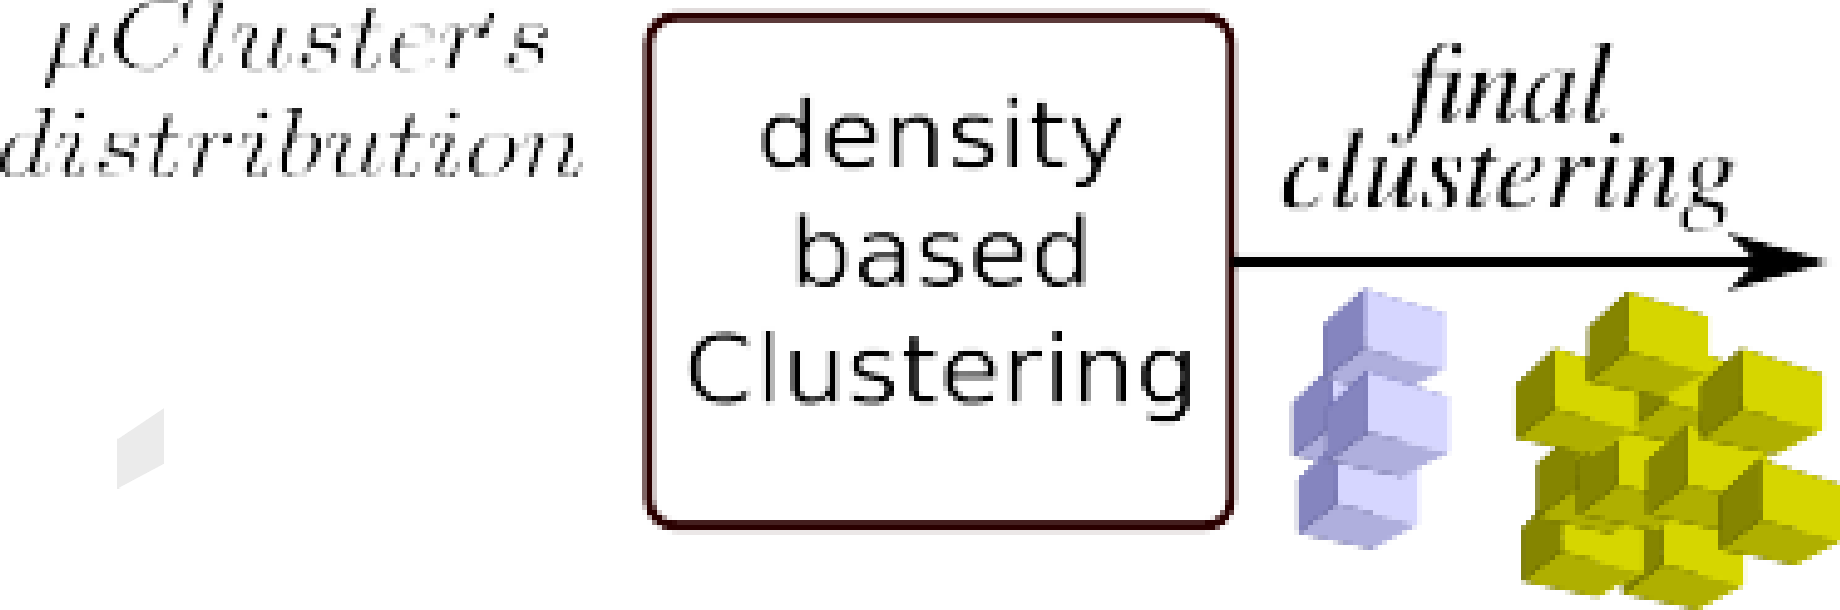 μCluster's
distribution
density
based
Clustering
final
clustering